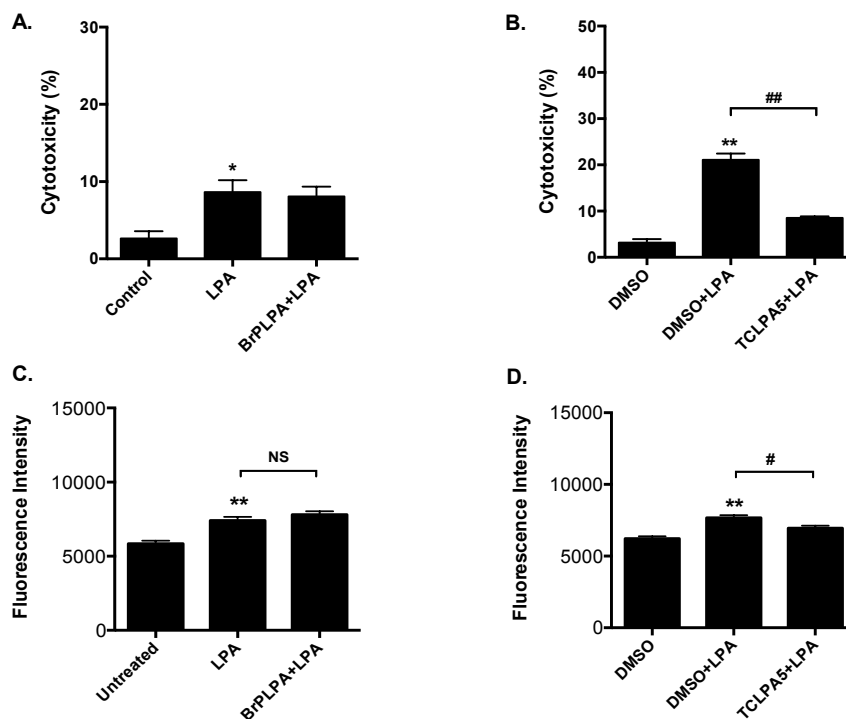 A.
Cytotoxicity (%)
30
20
10
0
*
Control
LPA
BrPLPA+LPA
B.
Cytotoxicity (%)
50
40
30
20
10
0
**
##
DMSO
DMSO+LPA
TCLPA5+LPA
C.
Fluorescence Intensity
15000
10000
5000
0
**
NS
Untreated
LPA
BrPLPA+LPA
D.
Fluorescence Intensity
15000
10000
5000
0
**
#
DMSO
DMSO+LPA
TCLPA5+LPA